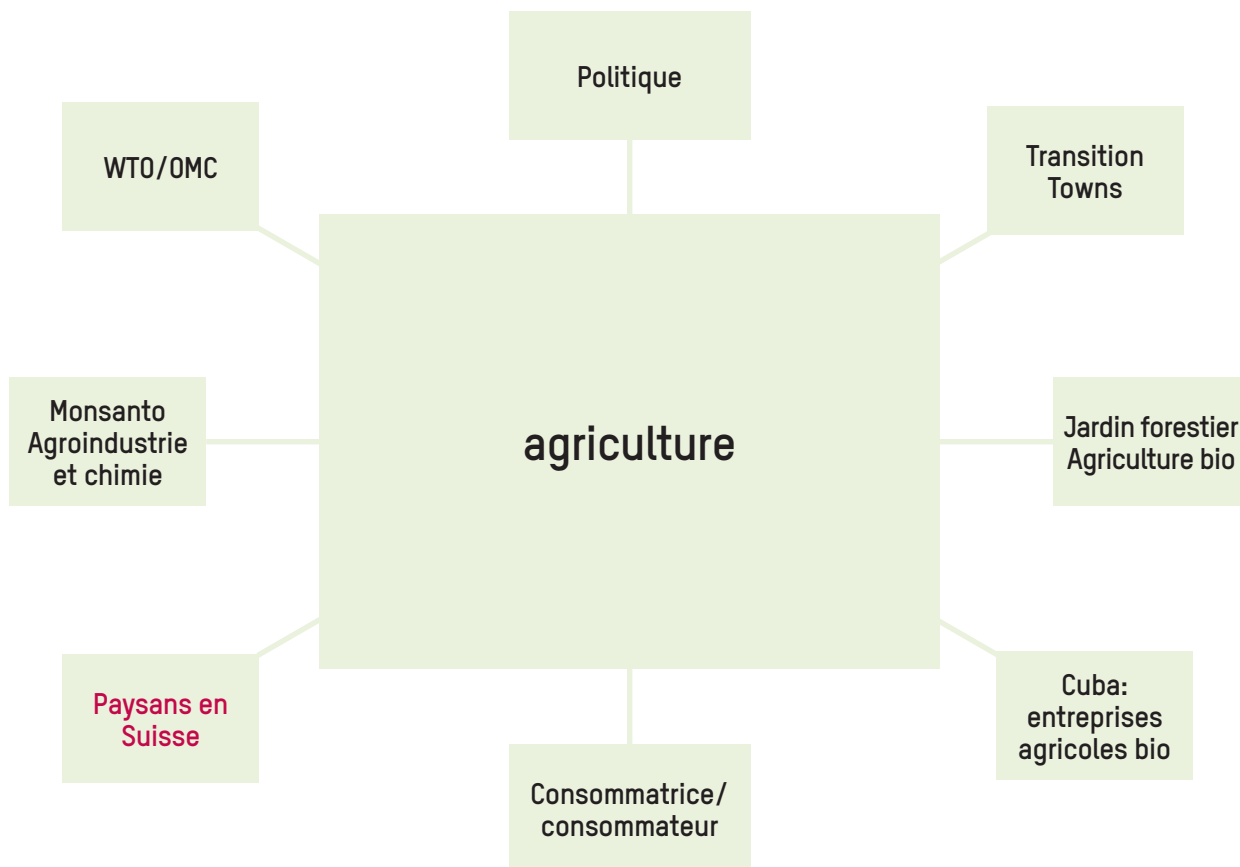 Politique
WTO/OMC
Transition
Towns
agriculture
Monsanto
Agroindustrie
et chimie
Jardin forestier
Agriculture bio
Paysans en
Suisse
Cuba:
entreprises
agricoles bio
Consommatrice/
consommateur